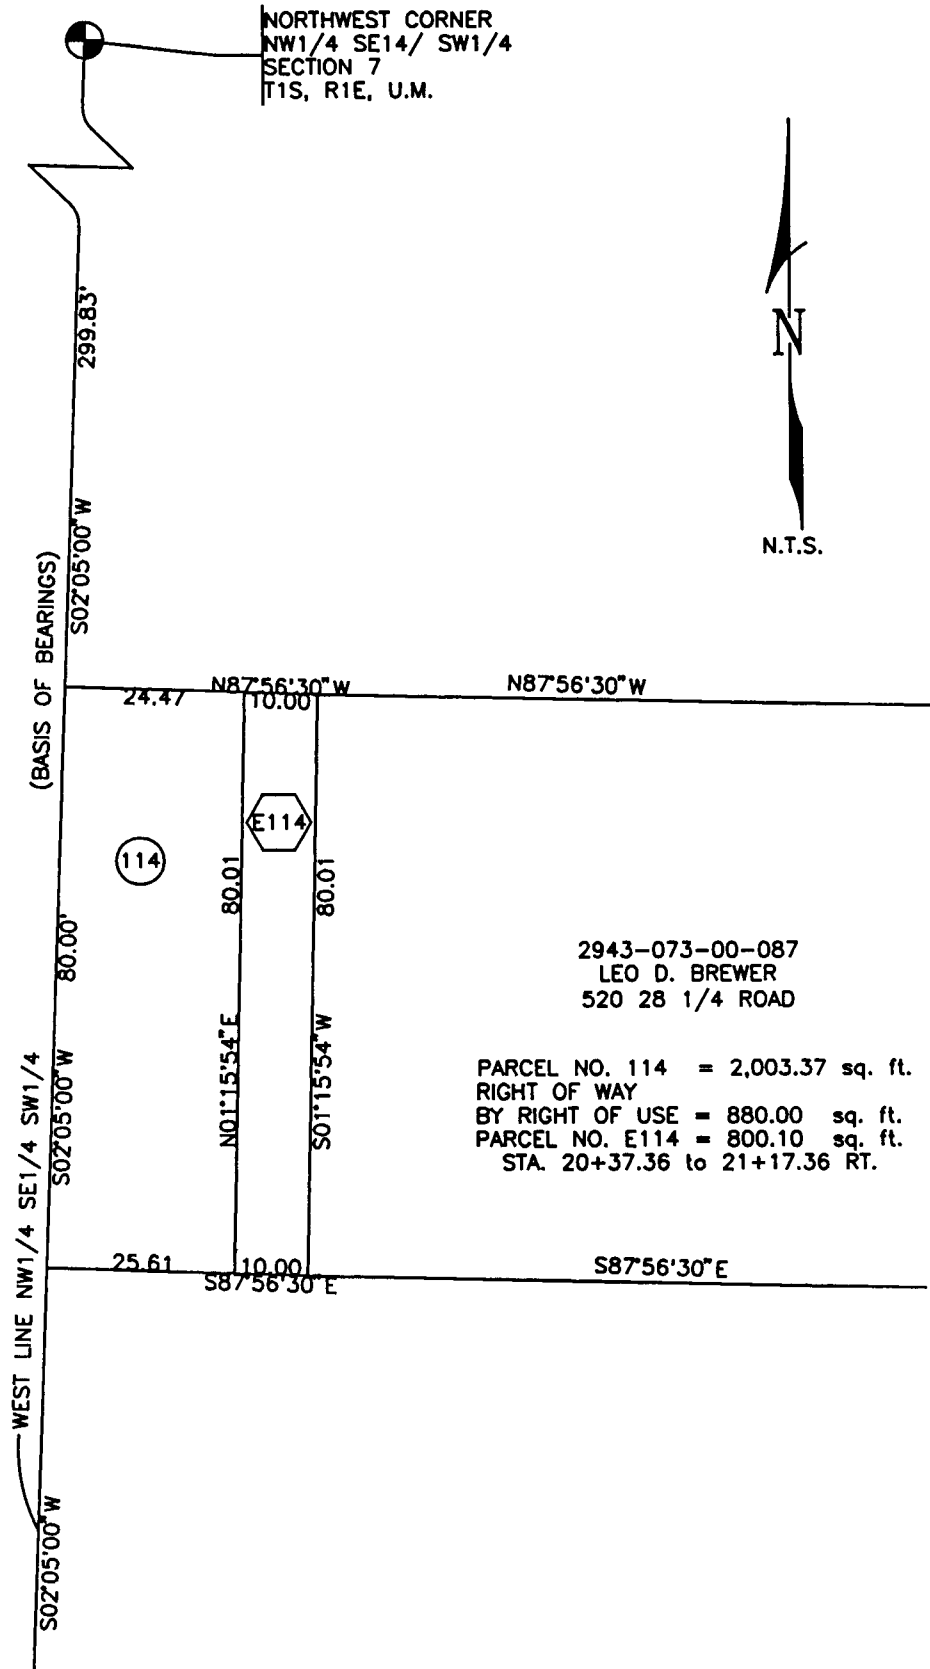 NORTHWEST CORNER
NW1/4 SE14/ SW1/4
SECTION 7
T1S, R1E, U.M.
299.83'
S02°05'00"W
(BASIS OF BEARINGS)
N
N.T.S.
N87°56'30"W
N87°56'30"W
24.47
10.00
E114
114
80.01
80.01
80.00'
N01°15'54"E
S01°15'54"W
S02°05'00"W
WEST LINE NW1/4 SE1/4 SW1/4
2943-073-00-087
LEO D. BREWER
520 28 1/4 ROAD
PARCEL NO. 114 = 2,003.37 sq. ft.
RIGHT OF WAY
BY RIGHT OF USE = 880.00 sq. ft.
PARCEL NO. E114 = 800.10 sq. ft.
STA. 20+37.36 to 21+17.36 RT.
25.61
10.00
S87°56'30"E
S87°56'30"E
S02°05'00"W